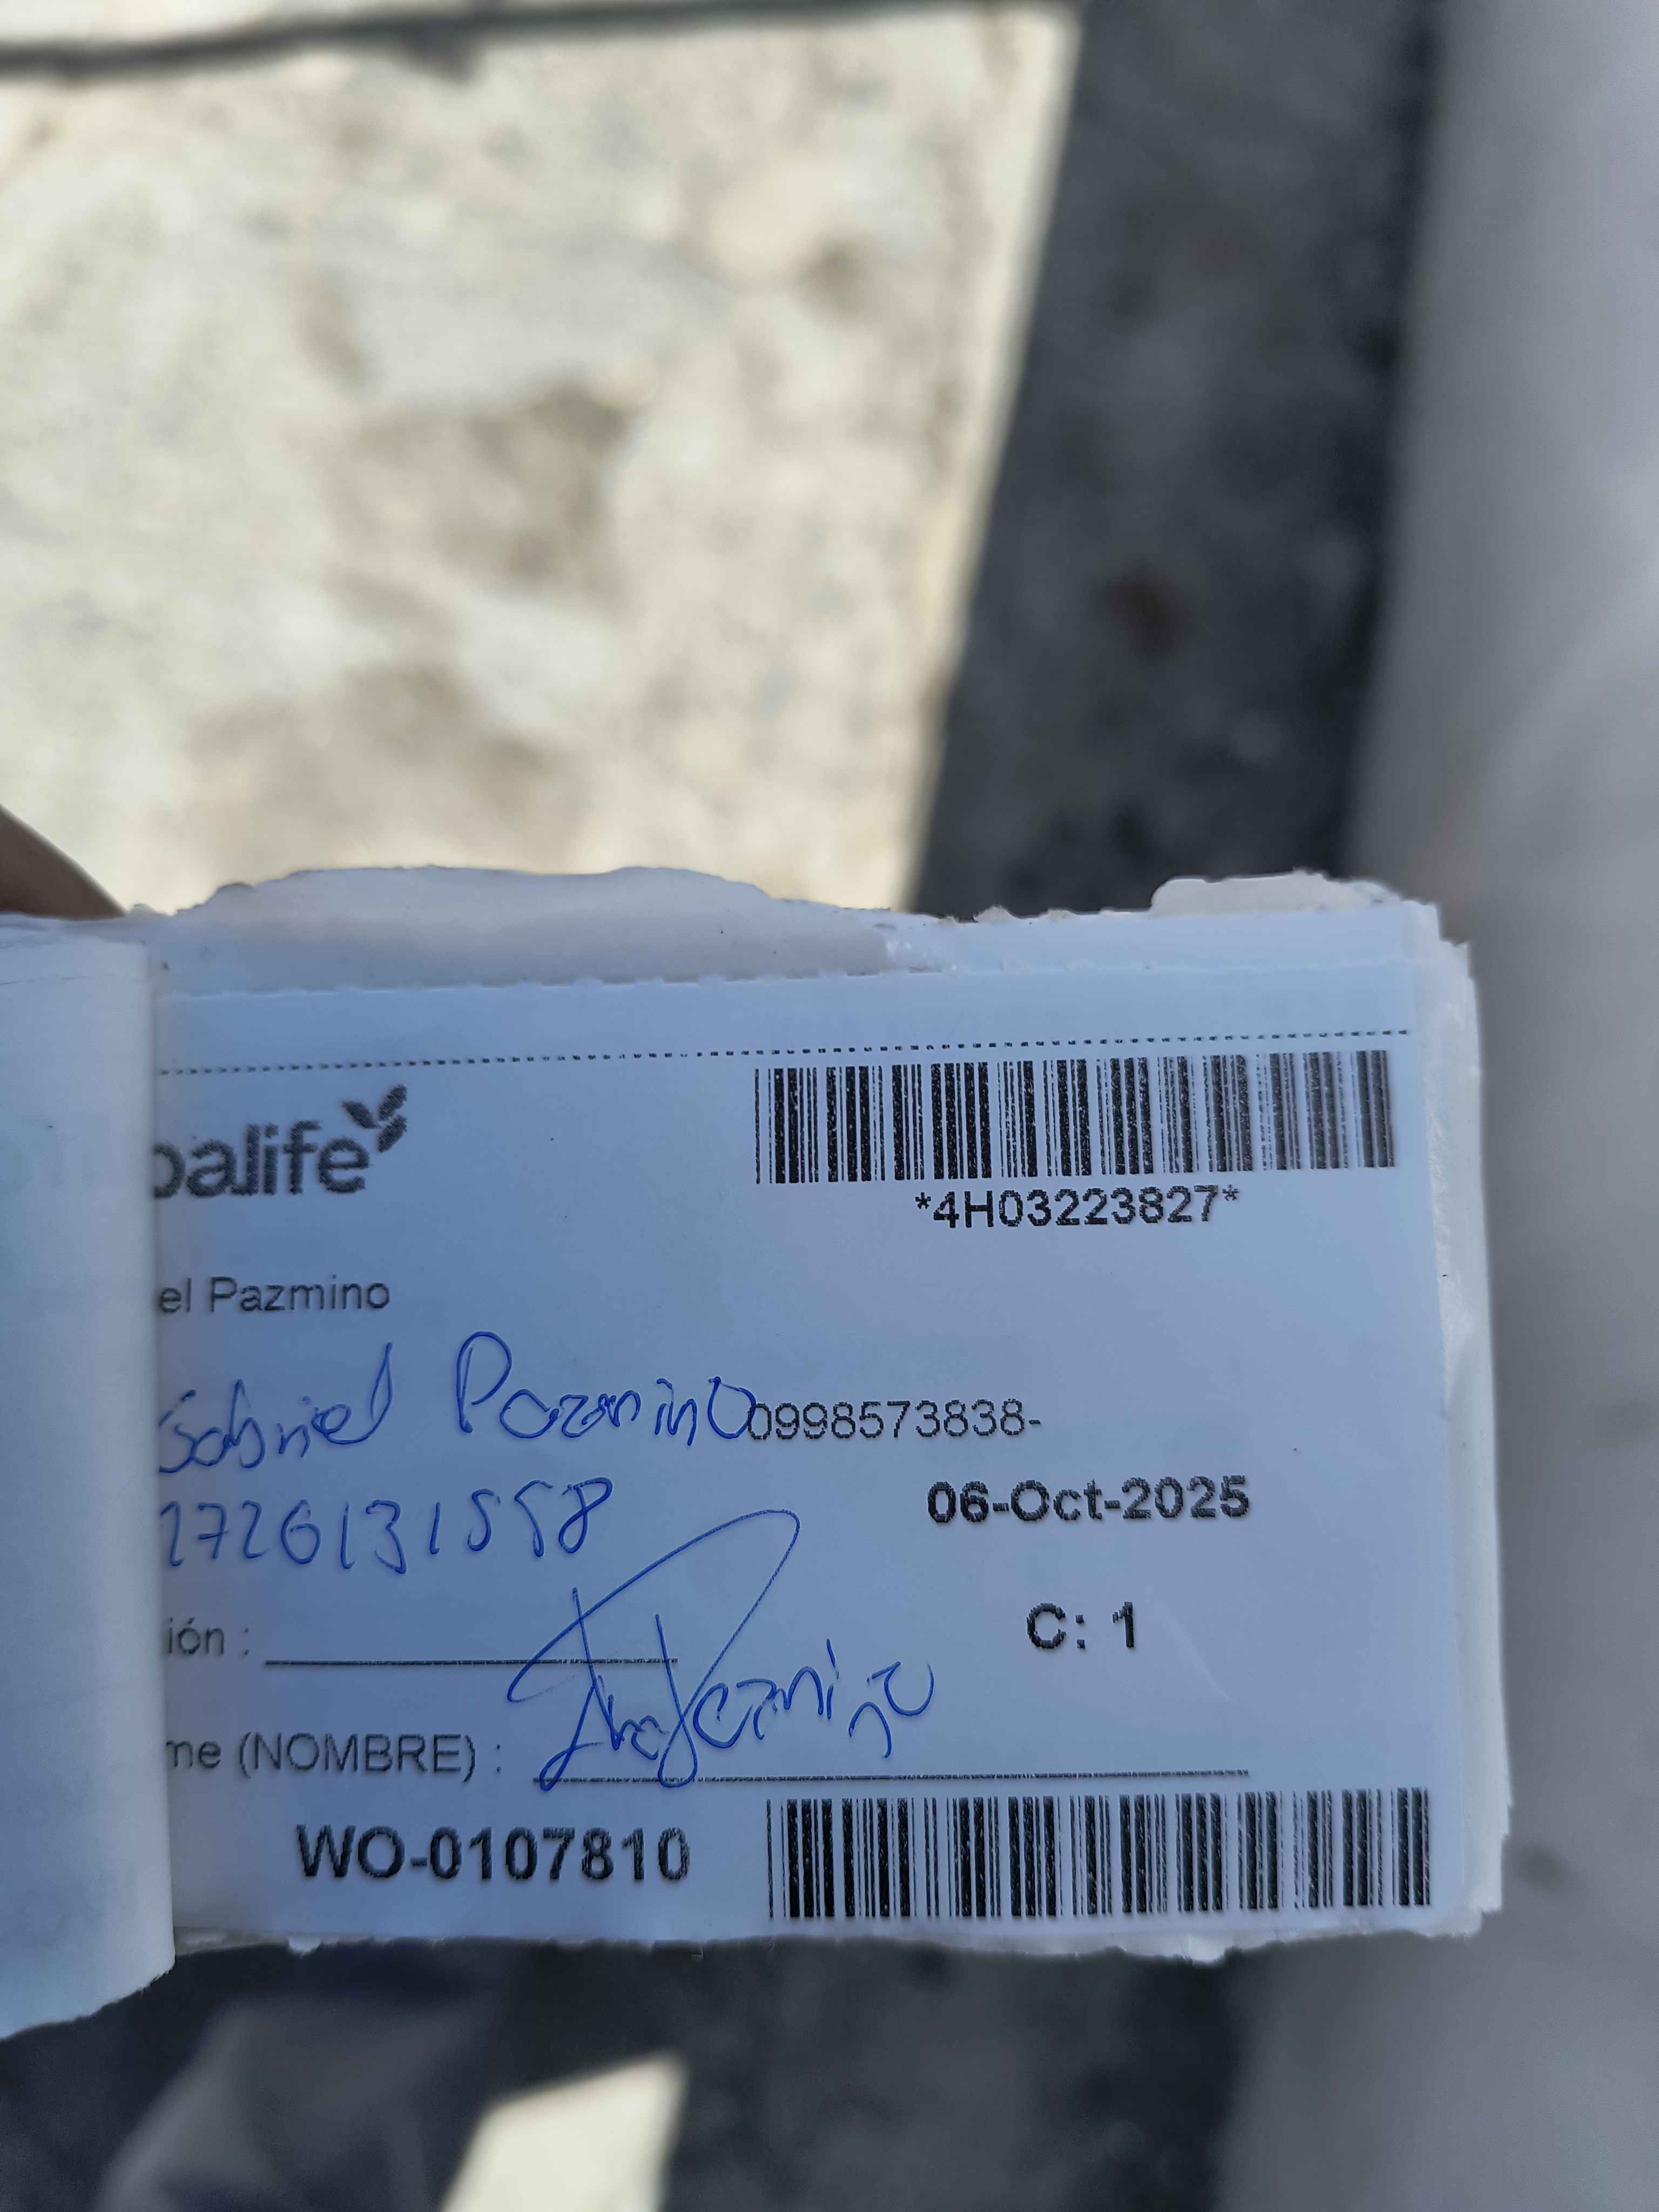 balife
*4H03223827*
el Pazmino
Gabriel Pazmino 0998573838-
1726131558
06-Oct-2025
ión :
C: 1
me (NOMBRE) :
WO-0107810